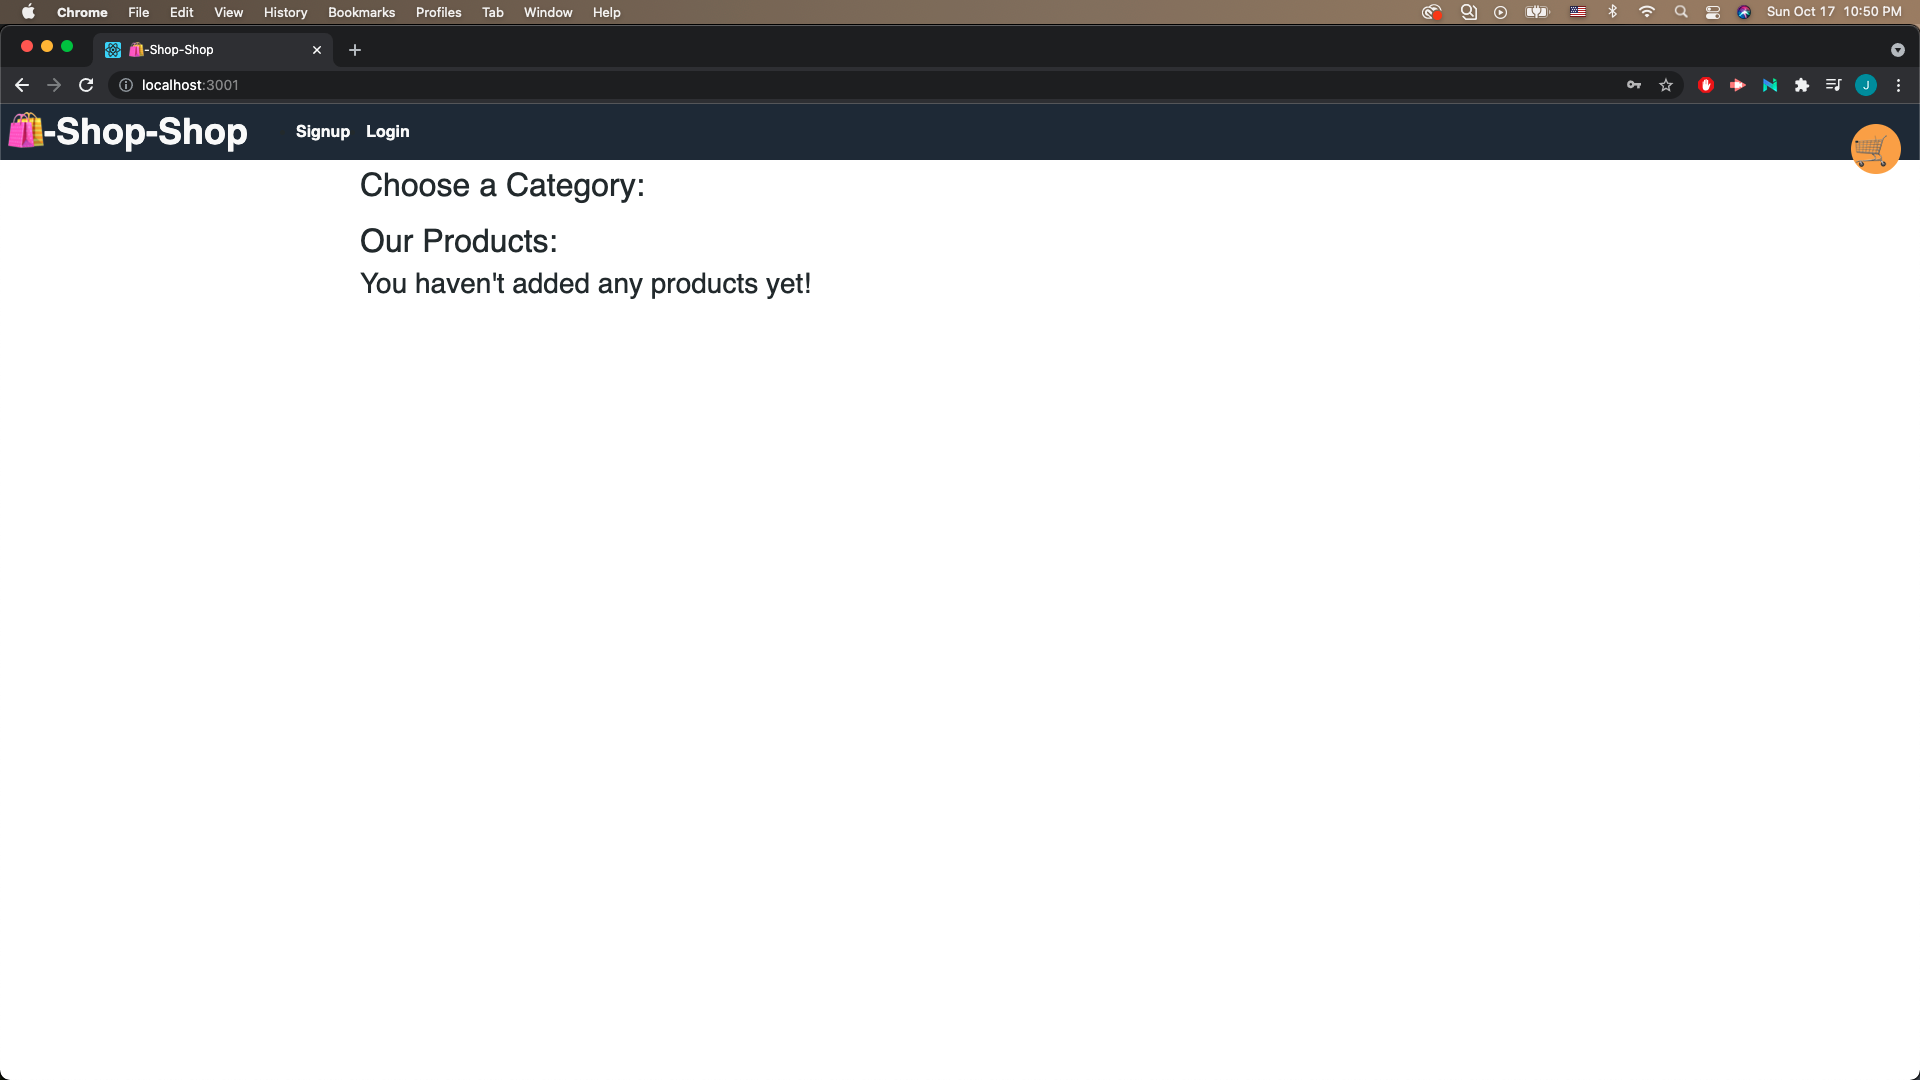 Chrome File Edit View History Bookmarks Profiles Tab Window Help Sun Oct 17 10:50 PM
🛍️-Shop-Shop
localhost:3001 J
🛍️-Shop-Shop Signup Login
Choose a Category:
Our Products:
You haven't added any products yet!